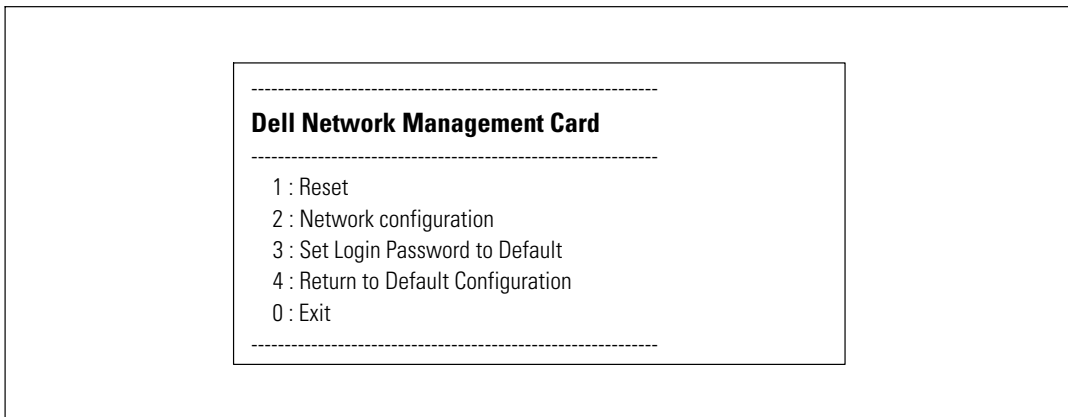 ------------------------------------------------------------
Dell Network Management Card
------------------------------------------------------------
1 : Reset
2 : Network configuration
3 : Set Login Password to Default
4 : Return to Default Configuration
0 : Exit
------------------------------------------------------------